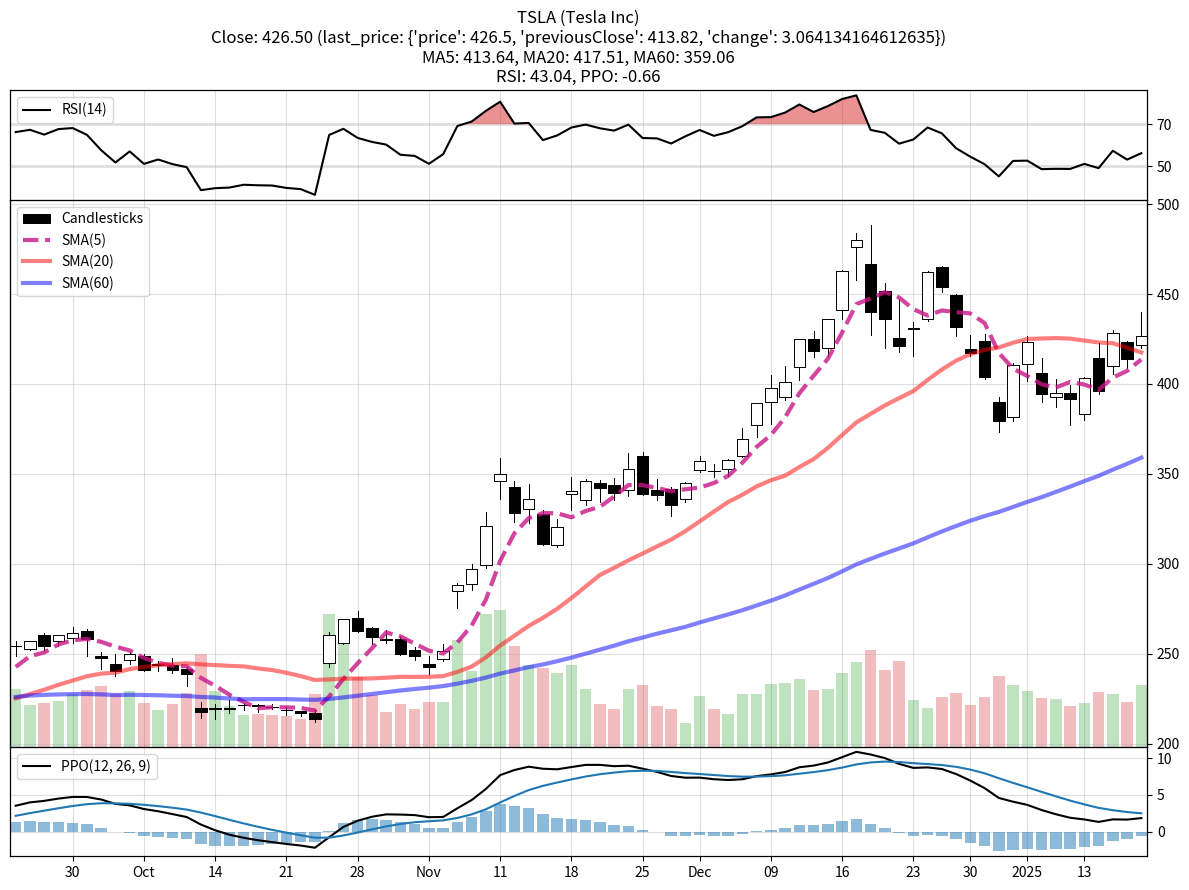 TSLA (Tesla Inc)
Close: 426.50 (last_price: {'price': 426.5, 'previousClose': 413.82, 'change': 3.064134164612635})
MA5: 413.64, MA20: 417.51, MA60: 359.06
RSI: 43.04, PPO: -0.66
RSI(14)
70
50
Candlesticks
SMA(5)
SMA(20)
SMA(60)
500
450
400
350
300
250
200
PPO(12, 26, 9)
10
5
0
30 Oct 14 21 28 Nov 11 18 25 Dec 09 16 23 30 2025 13